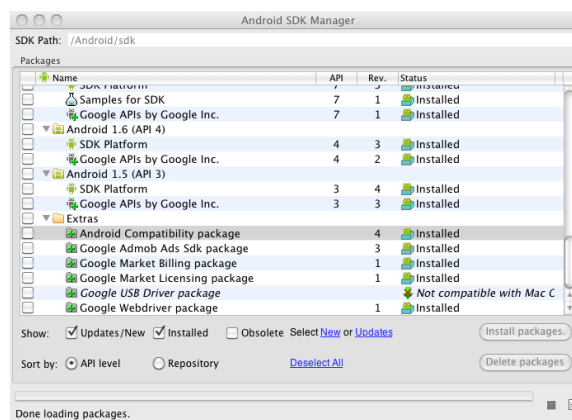 Android SDK Manager
SDK Path: /Android/sdk
Packages
Name API Rev. Status
SDK Platform 7 3 Installed
Samples for SDK 7 1 Installed
Google APIs by Google Inc. 7 1 Installed
Android 1.6 (API 4)
SDK Platform 4 3 Installed
Google APIs by Google Inc. 4 2 Installed
Android 1.5 (API 3)
SDK Platform 3 4 Installed
Google APIs by Google Inc. 3 3 Installed
Extras
Android Compatibility package 4 Installed
Google Admob Ads Sdk package 3 Installed
Google Market Billing package 1 Installed
Google Market Licensing package 1 Installed
Google USB Driver package Not compatible with Mac O
Google Webdriver package 1 Installed
Show: Updates/New Installed Obsolete Select New or Updates Install packages.
Sort by: API level Repository Deselect All Delete packages
Done loading packages.